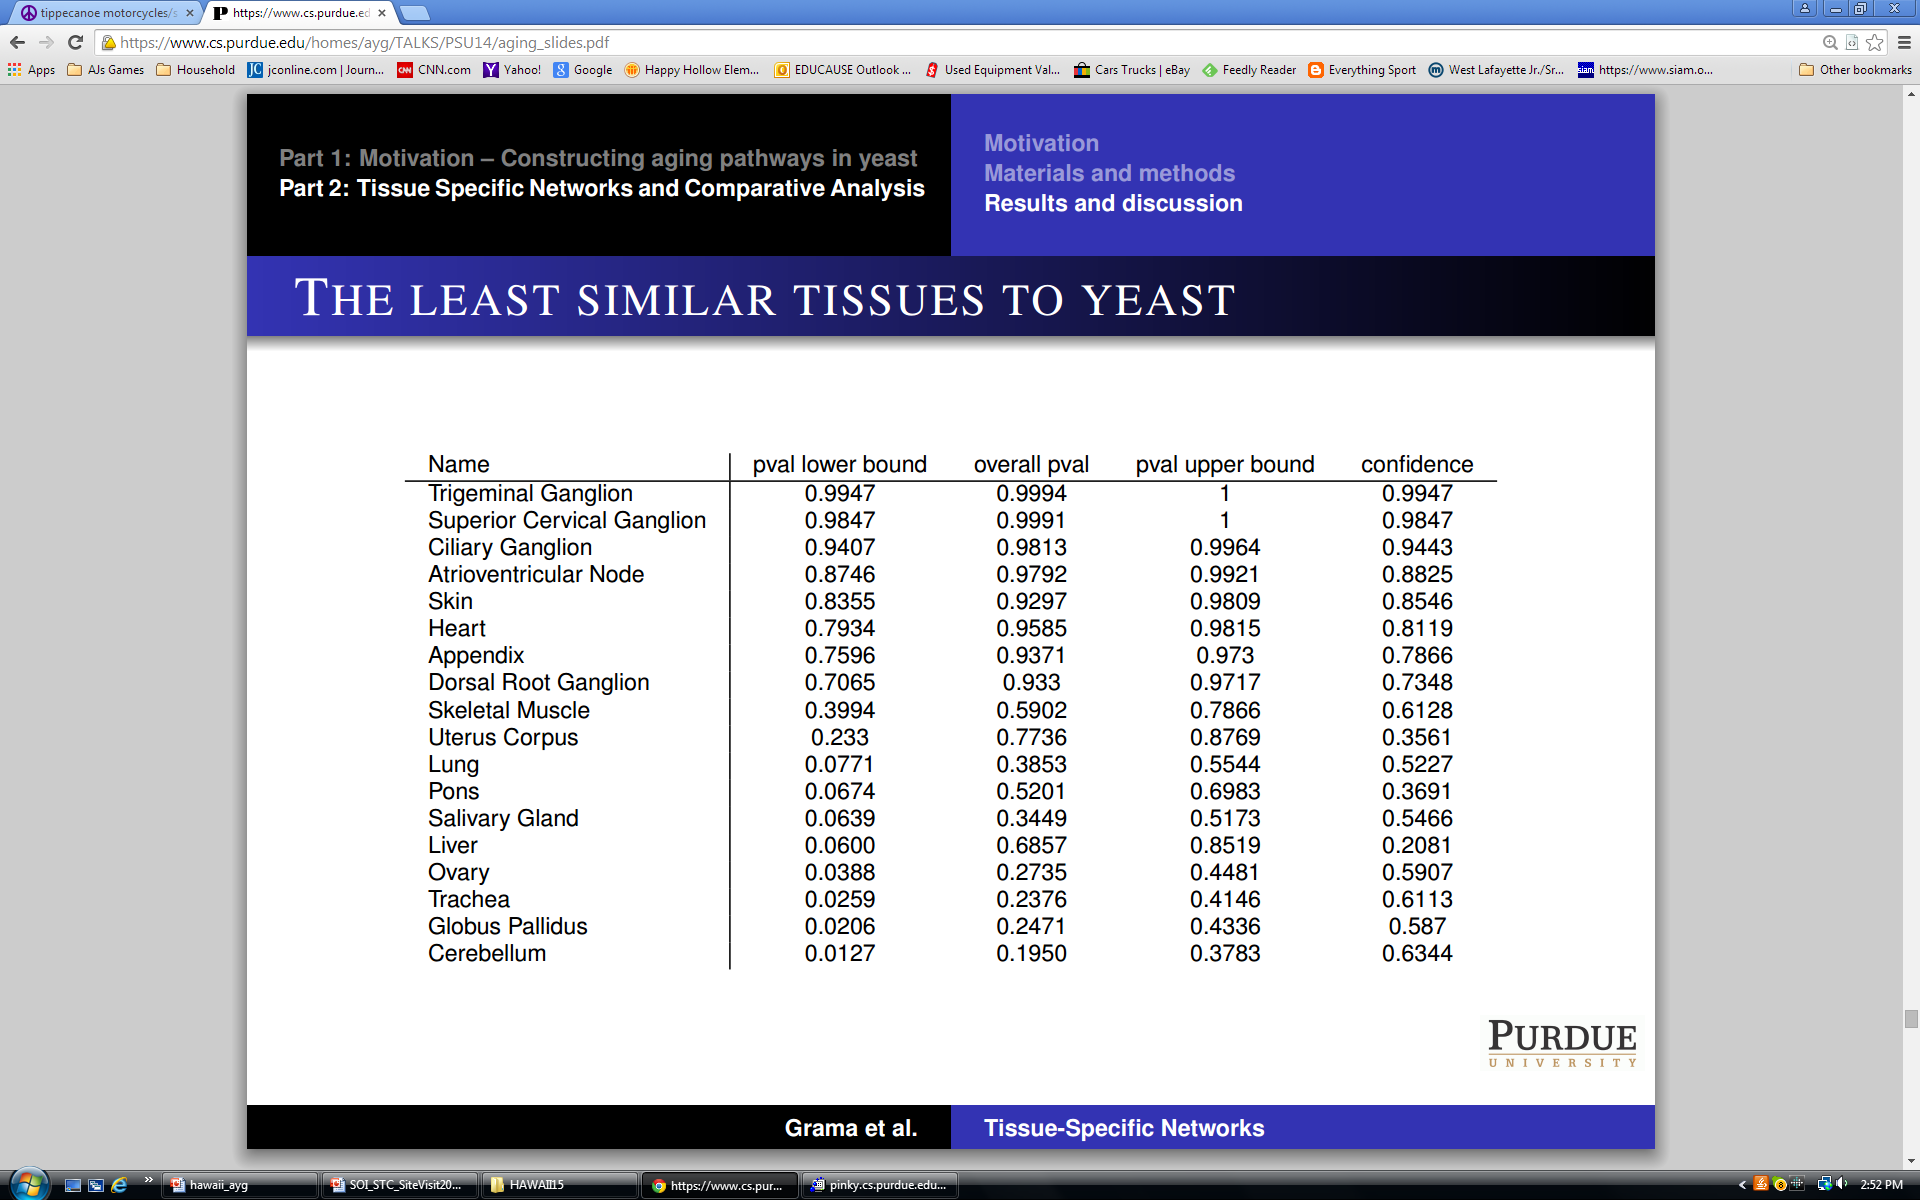 tippecanoe motorcycles/s
https://www.cs.purdue.ed
https://www.cs.purdue.edu/homes/ayg/TALKS/PSU14/aging_slides.pdf
Apps AJs Games Household jconline.com | Journ... CNN.com Yahoo! Google Happy Hollow Elem... EDUCAUSE Outlook ... Used Equipment Val... Cars Trucks | eBay Feedly Reader Everything Sport West Lafayette Jr./Sr... https://www.siam.o... Other bookmarks
Part 1: Motivation – Constructing aging pathways in yeast
Part 2: Tissue Specific Networks and Comparative Analysis
Motivation
Materials and methods
Results and discussion
THE LEAST SIMILAR TISSUES TO YEAST
Name pval lower bound overall pval pval upper bound confidence
Trigeminal Ganglion 0.9947 0.9994 1 0.9947
Superior Cervical Ganglion 0.9847 0.9991 1 0.9847
Ciliary Ganglion 0.9407 0.9813 0.9964 0.9443
Atrioventricular Node 0.8746 0.9792 0.9921 0.8825
Skin 0.8355 0.9297 0.9809 0.8546
Heart 0.7934 0.9585 0.9815 0.8119
Appendix 0.7596 0.9371 0.973 0.7866
Dorsal Root Ganglion 0.7065 0.933 0.9717 0.7348
Skeletal Muscle 0.3994 0.5902 0.7866 0.6128
Uterus Corpus 0.233 0.7736 0.8769 0.3561
Lung 0.0771 0.3853 0.5544 0.5227
Pons 0.0674 0.5201 0.6983 0.3691
Salivary Gland 0.0639 0.3449 0.5173 0.5466
Liver 0.0600 0.6857 0.8519 0.2081
Ovary 0.0388 0.2735 0.4481 0.5907
Trachea 0.0259 0.2376 0.4146 0.6113
Globus Pallidus 0.0206 0.2471 0.4336 0.587
Cerebellum 0.0127 0.1950 0.3783 0.6344
PURDUE
UNIVERSITY
Grama et al. Tissue-Specific Networks
hawaii_ayg SOI_STC_SiteVisit20... HAWAII15 https://www.cs.pur... pinky.cs.purdue.edu... 2:52 PM